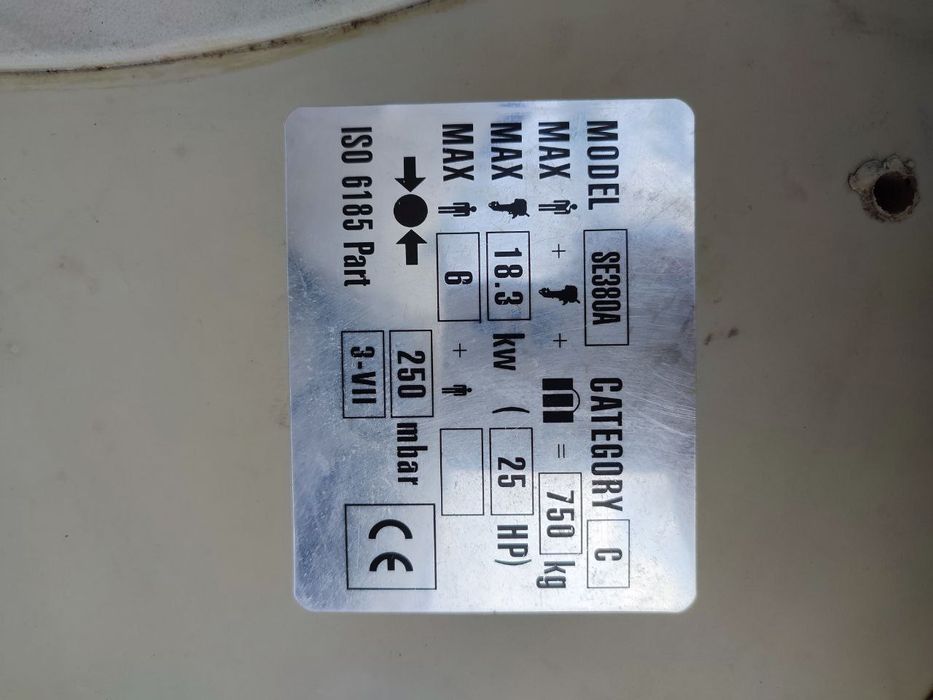 MODEL SE380A CATEGORY C
MAX + + = 750 kg
MAX 18.3 kw ( 25 HP)
MAX 6 +
250 mbar
ISO 6185 Part 3-VII CE